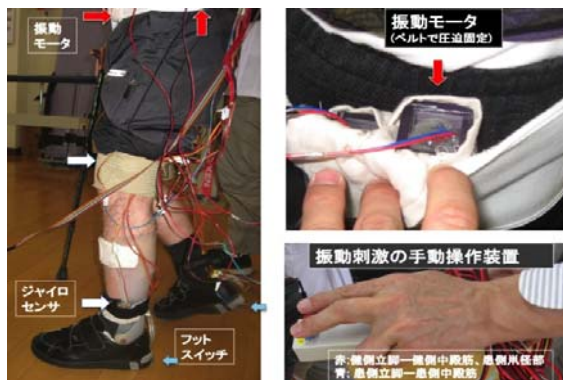 振動
モータ
ジャイロ
センサ
フット
スイッチ
振動モータ
(ベルトで圧迫固定)
振動刺激の手動操作装置
赤:健側立脚ー健側中殿筋、患側爪径部
青:患側立脚ー患側中殿筋